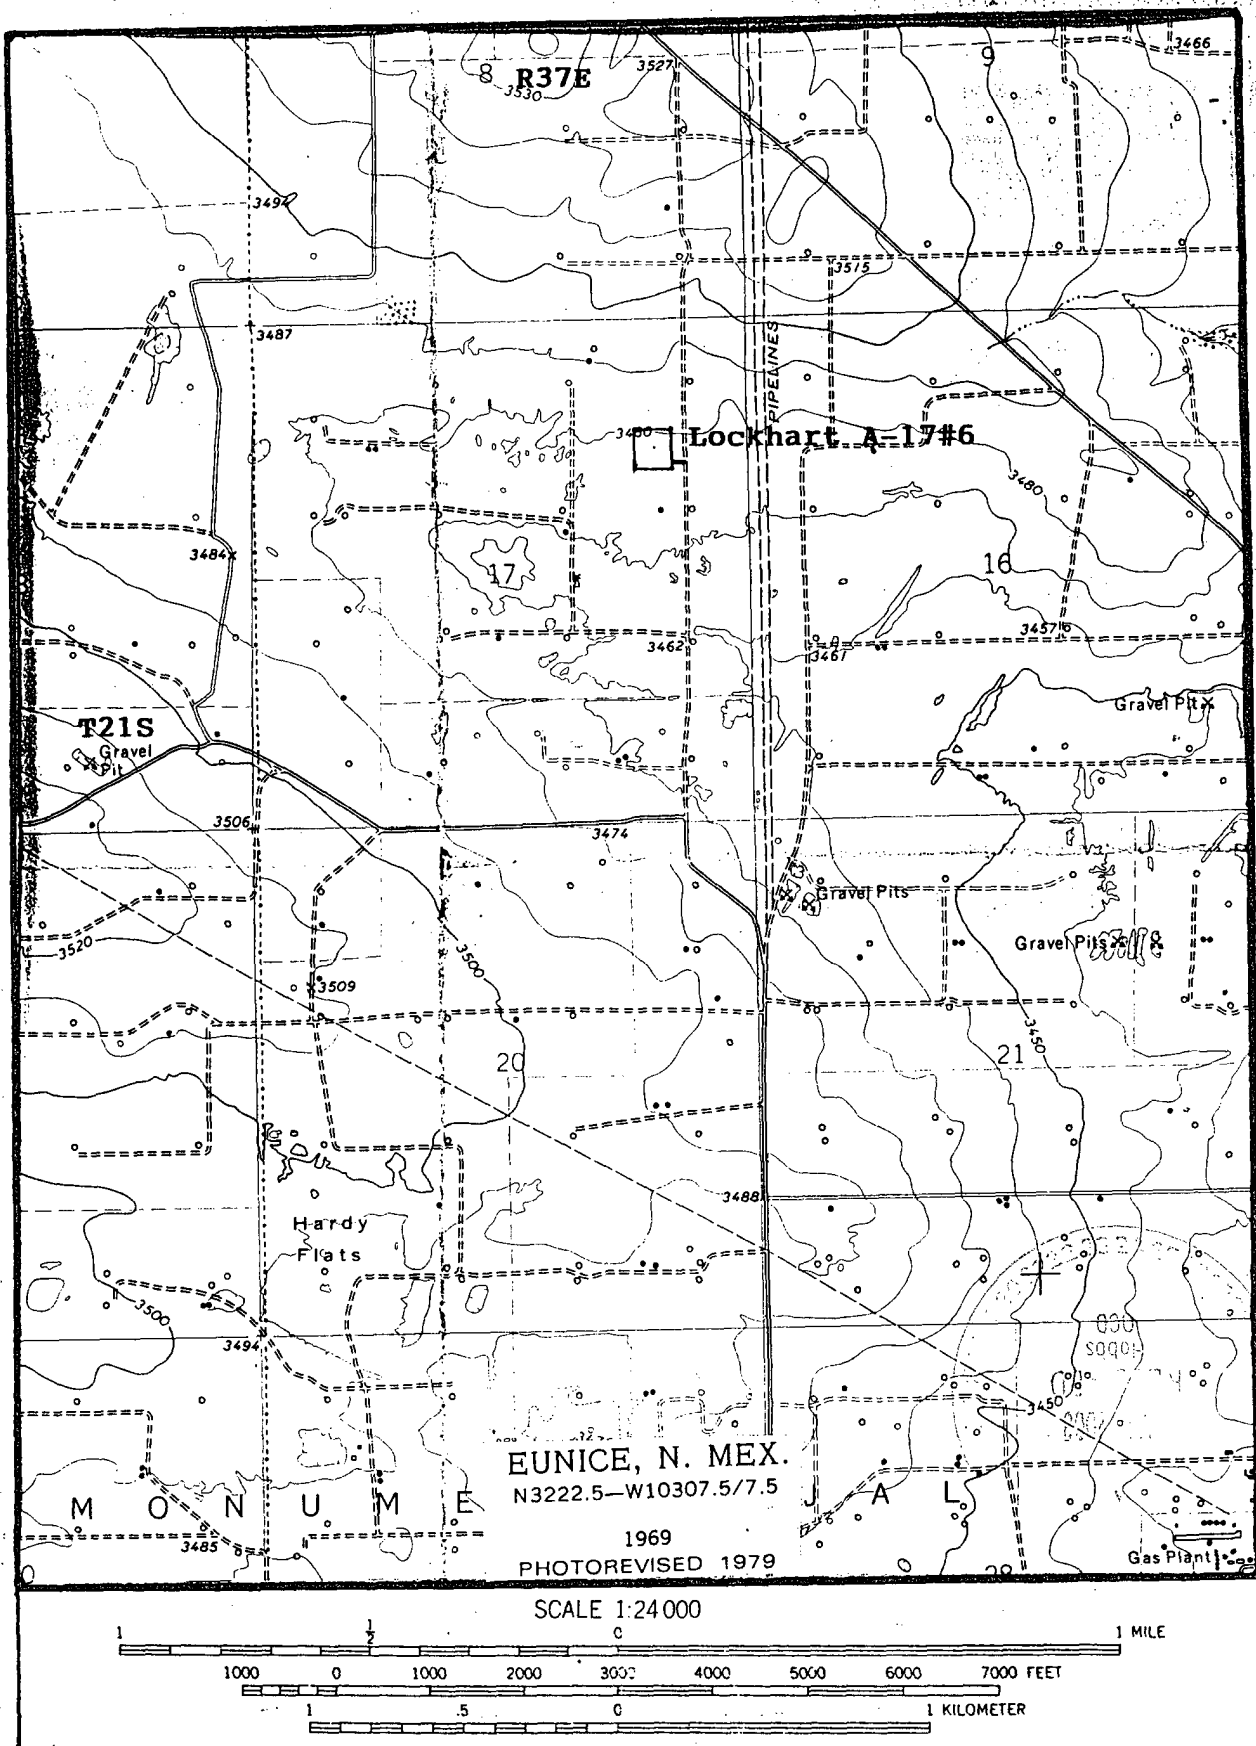 3466
9
8 R37E
3527
3530
3494
3515
3487
PIPELINES
3480
Lockhart A-17#6
3480
3484
17
16
3462
3457
3461
Gravel Pit
T21S
Gravel
Pit
3506
3474
Gravel Pits
3520
3500
Gravel Pits
3509
3450
20
21
3488
Hardy
Flats
3500
3494
3450
EUNICE, N. MEX.
N3222.5—W10307.5/7.5
M O N U M E
J A L
1969
PHOTOREVISED 1979
3485
Gas Plant
SCALE 1:24000
1 ½ 0 1 MILE
1000 0 1000 2000 3000 4000 5000 6000 7000 FEET
1 .5 0 1 KILOMETER